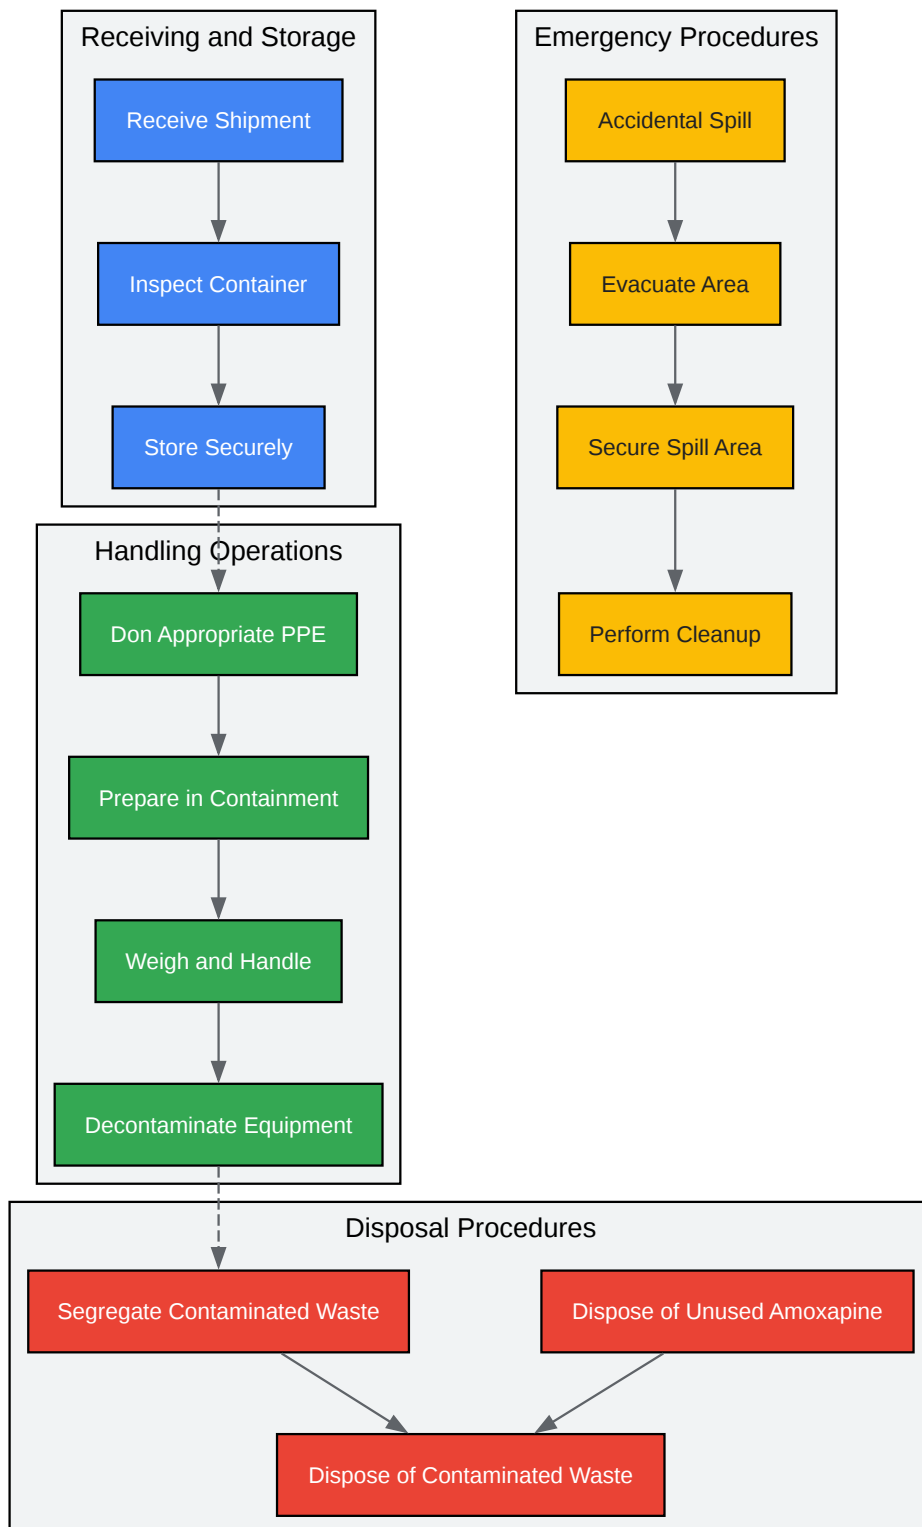 Receiving and Storage
Receive Shipment
Inspect Container
Store Securely
Handling Operations
Don Appropriate PPE
Prepare in Containment
Weigh and Handle
Decontaminate Equipment
Emergency Procedures
Accidental Spill
Evacuate Area
Secure Spill Area
Perform Cleanup
Disposal Procedures
Segregate Contaminated Waste
Dispose of Unused Amoxapine
Dispose of Contaminated Waste